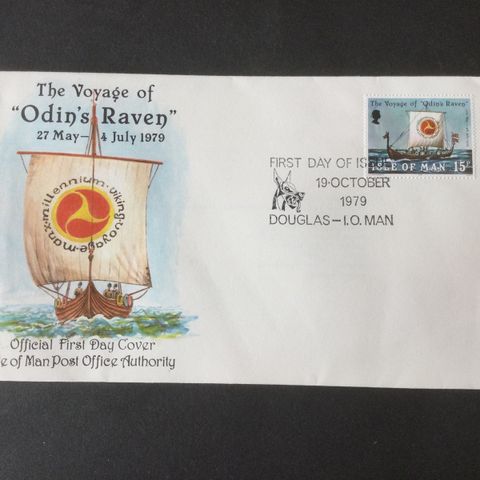 The Voyage of
"Odin's Raven"
27 May — 4 July 1979
manx·millennium·viking·voyage
Official First Day Cover
e of Man Post Office Authority
The Voyage of "Odin's Raven"
ISLE OF MAN 15P
FIRST DAY OF ISSUE
19·OCTOBER
1979
DOUGLAS — I.O. MAN